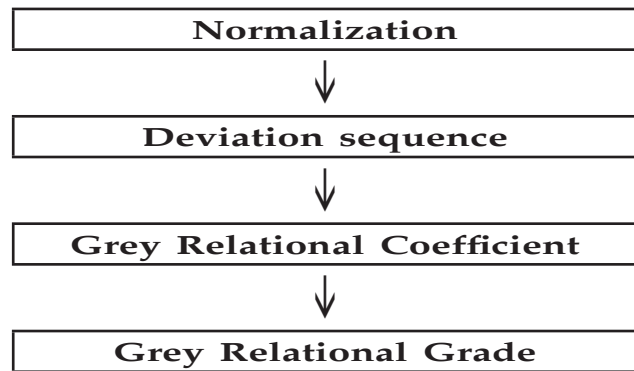 Normalization
Deviation sequence
Grey Relational Coefficient
Grey Relational Grade